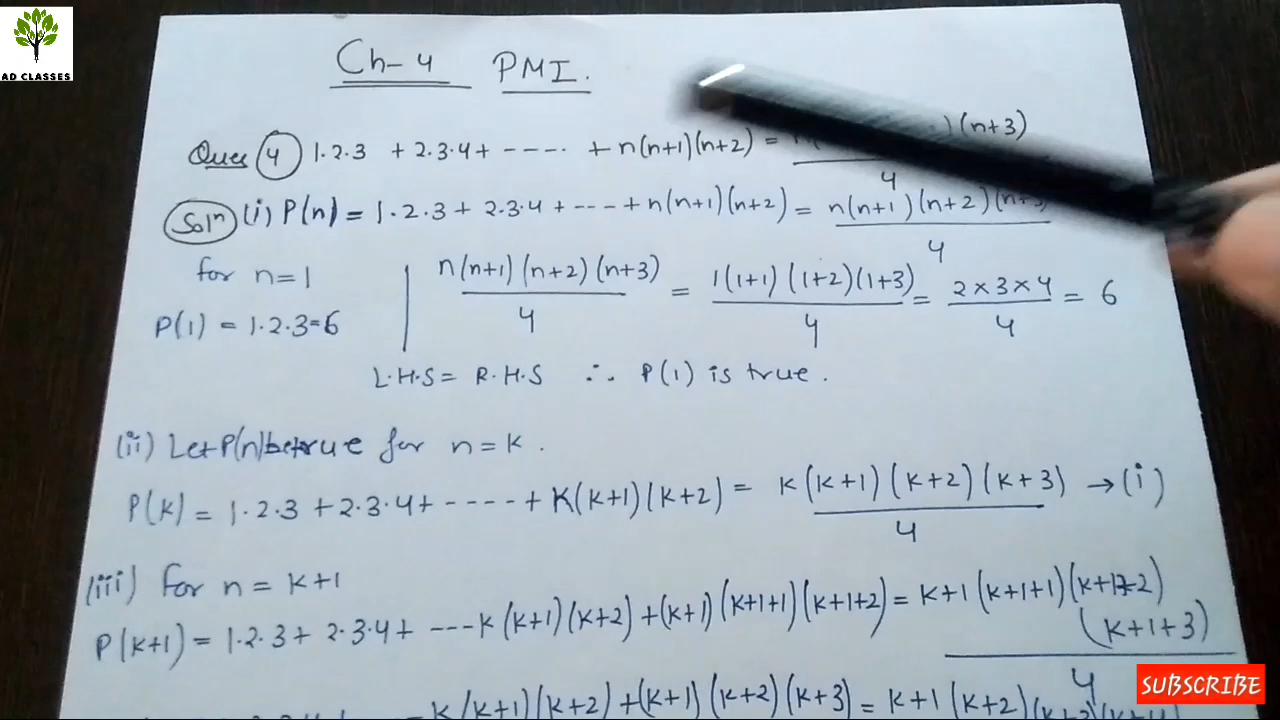 AD CLASSES
Ch-4 PMI.
Ques 4 1·2·3 + 2·3·4 + ----· + n(n+1)(n+2) = )(n+3)
4
Soln (i) P(n) = 1·2·3 + 2·3·4 + ---- + n(n+1)(n+2) = n(n+1)(n+2)(n+3)
4
for n=1 | n(n+1)(n+2)(n+3) / 4 = 1(1+1)(1+2)(1+3) / 4 = 2×3×4 / 4 = 6
P(1) = 1·2·3=6
L.H.S = R.H.S ∴ P(1) is true.
(ii) Let P(n) be true for n=k.
P(k) = 1·2·3 + 2·3·4 + ----- + k(k+1)(k+2) = k(k+1)(k+2)(k+3) / 4 → (i)
(iii) For n = k+1
P(k+1) = 1·2·3 + 2·3·4 + --- k(k+1)(k+2) + (k+1)(k+1+1)(k+1+2) = k+1(k+1+1)(k+1+2)
(k+1+3)
4
k(k+1)(k+2) + (k+1)(k+2)(k+3) = k+1(k+2)
SUBSCRIBE